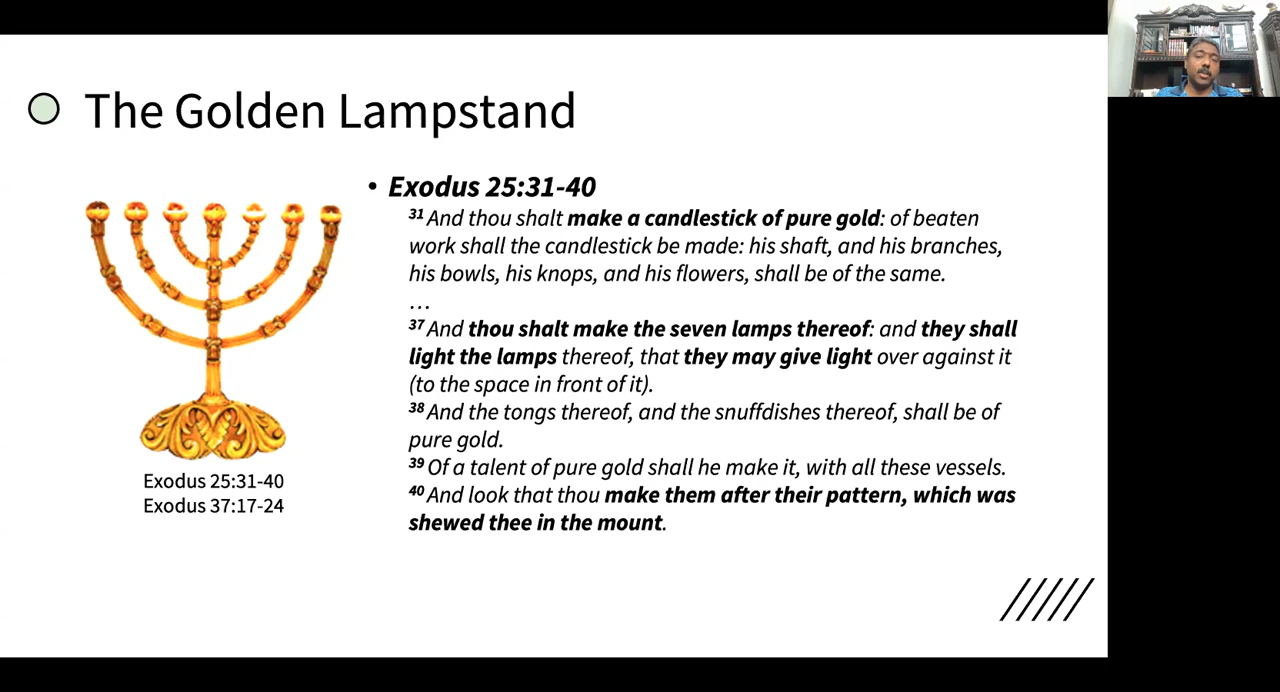 The Golden Lampstand
• Exodus 25:31-40
31 And thou shalt make a candlestick of pure gold: of beaten
work shall the candlestick be made: his shaft, and his branches,
his bowls, his knops, and his flowers, shall be of the same.
…
37 And thou shalt make the seven lamps thereof: and they shall
light the lamps thereof, that they may give light over against it
(to the space in front of it).
38 And the tongs thereof, and the snuffdishes thereof, shall be of
pure gold.
39 Of a talent of pure gold shall he make it, with all these vessels.
40 And look that thou make them after their pattern, which was
shewed thee in the mount.
Exodus 25:31-40
Exodus 37:17-24